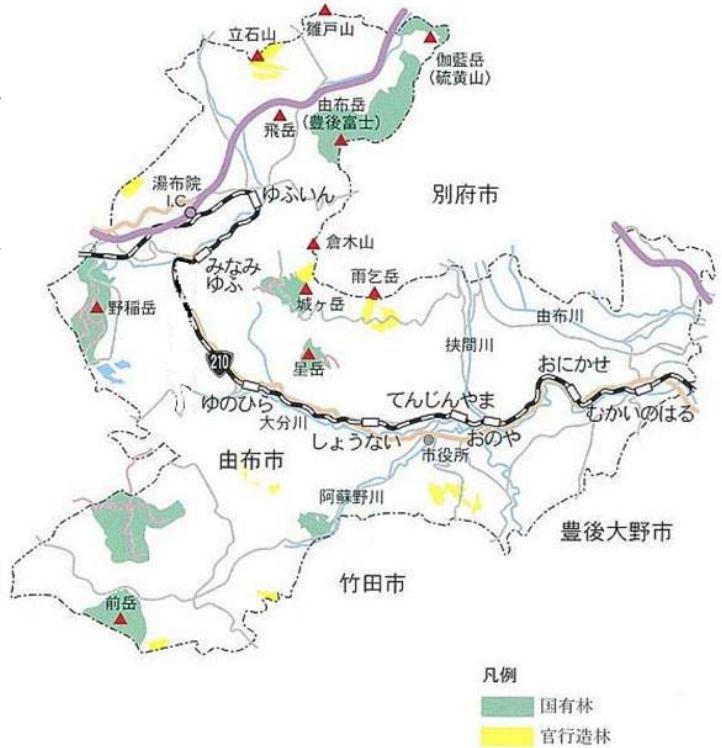 雛戸山
立石山
伽藍岳
(硫黄山)
由布岳
(豊後富士)
飛岳
湯布院
I.C
ゆふいん
別府市
倉木山
みなみ
ゆふ
雨乞岳
城ヶ岳
野稲岳
由布川
挾間川
星岳
210
おにかせ
ゆのひら
てんじんやま
むかいのはる
大分川
しょうない
おのや
市役所
由布市
阿蘇野川
豊後大野市
竹田市
前岳
凡例
国有林
官行造林